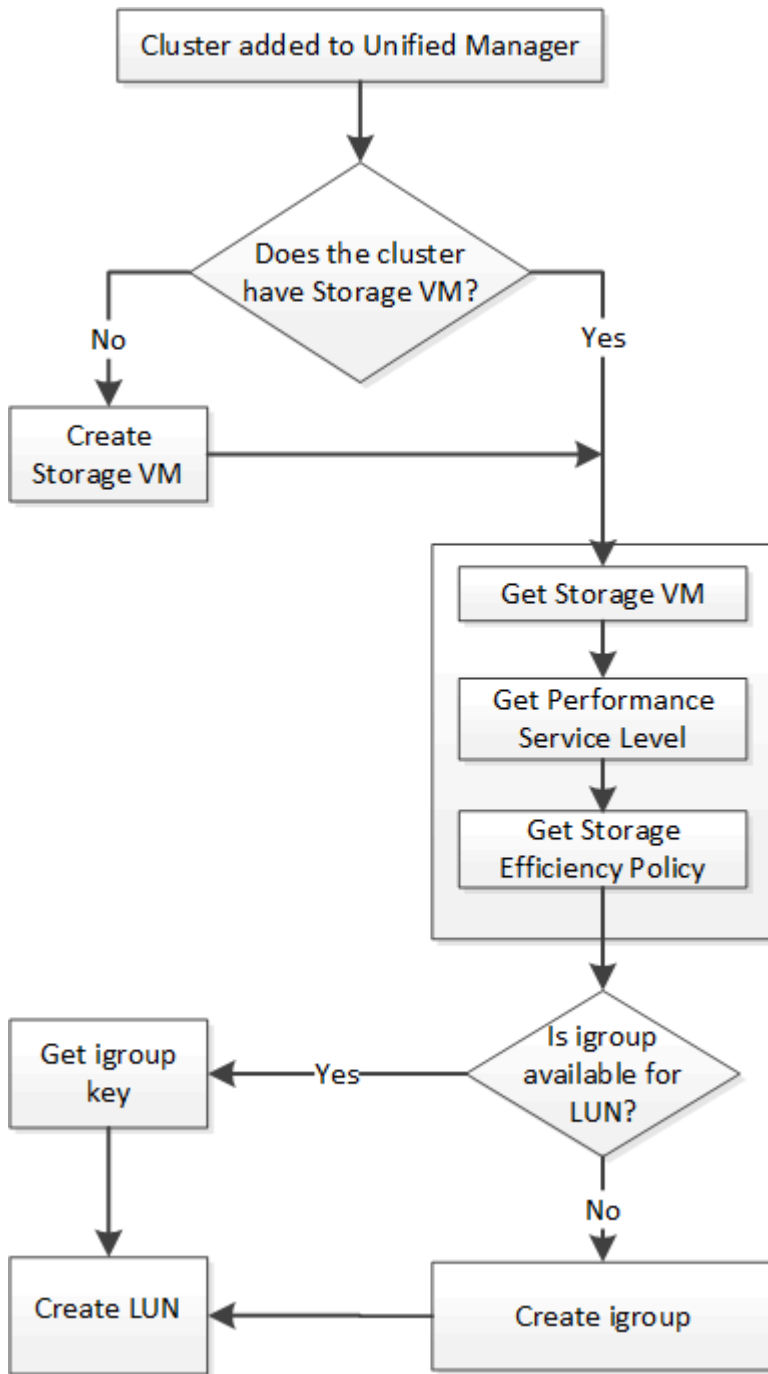 Cluster added to Unified Manager
Does the cluster
have Storage VM?
No
Yes
Create
Storage VM
Get Storage VM
Get Performance
Service Level
Get Storage
Efficiency Policy
Is igroup
available for
LUN?
Yes
Get igroup
key
No
Create LUN
Create igroup